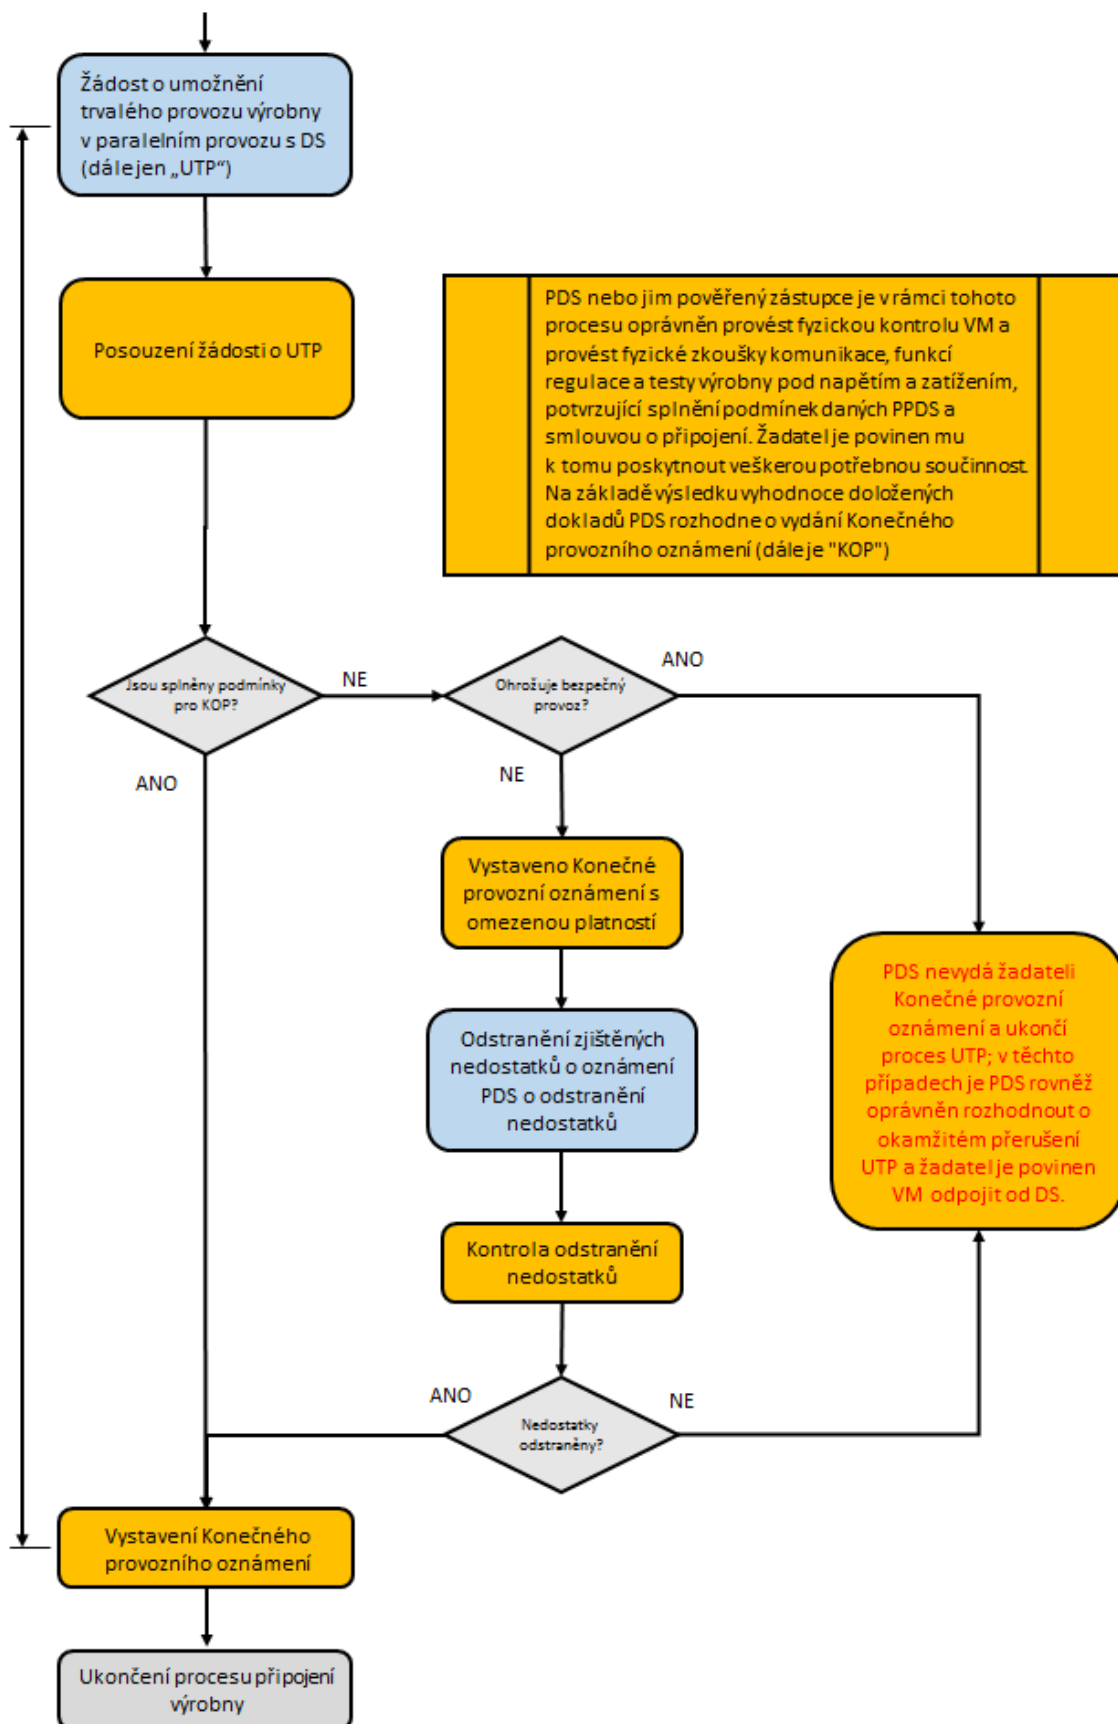 Žádost o umožnění
trvalého provozu výrobny
v paralelním provozu s DS
(dále jen „UTP“)
Posouzení žádosti o UTP
PDS nebo jim pověřený zástupce je v rámci tohoto
procesu oprávněn provést fyzickou kontrolu VM a
provést fyzické zkoušky komunikace, funkcí
regulace a testy výrobny pod napětím a zatížením,
potvrzující splnění podmínek daných PPDS a
smlouvou o připojení. Žadatel je povinen mu
k tomu poskytnout veškerou potřebnou součinnost.
Na základě výsledku vyhodnoce doložených
dokladů PDS rozhodne o vydání Konečného
provozního oznámení (dále je "KOP")
Jsou splněny podmínky
pro KOP?
NE
Ohrožuje bezpečný
provoz?
ANO
ANO
NE
Vystaveno Konečné
provozní oznámení s
omezenou platností
PDS nevydá žadateli
Konečné provozní
oznámení a ukončí
proces UTP; v těchto
případech je PDS rovněž
oprávněn rozhodnout o
okamžitém přerušení
UTP a žadatel je povinen
VM odpojit od DS.
Odstranění zjištěných
nedostatků o oznámení
PDS o odstranění
nedostatků
Kontrola odstranění
nedostatků
ANO
NE
Nedostatky
odstraněny?
Vystavení Konečného
provozního oznámení
Ukončení procesu připojení
výrobny